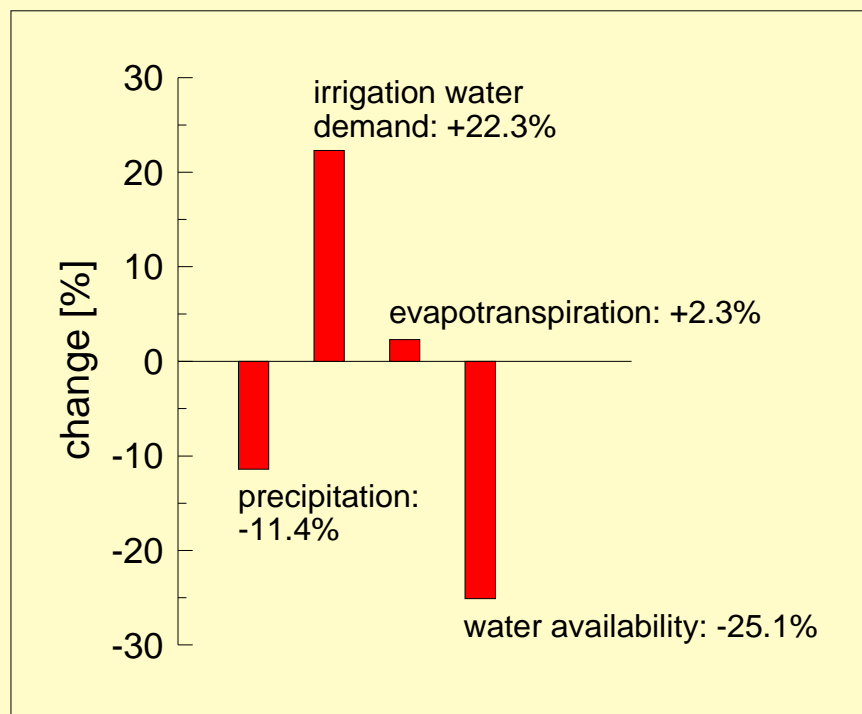 30
irrigation water
demand: +22.3%
20
10
evapotranspiration: +2.3%
0
change [%]
-10
precipitation:
-11.4%
-20
water availability: -25.1%
-30